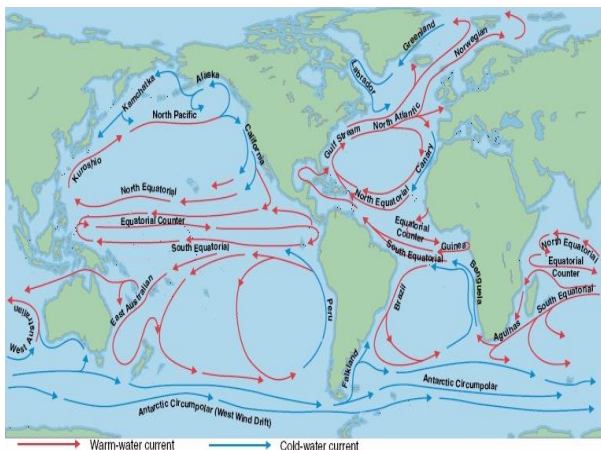 Greenland
Norwegian
Labrador
Alaska
Kamchatka
North Pacific
North Atlantic
Gulf Stream
California
Canary
Kuroshio
North Equatorial
North Equatorial
Equatorial Counter
Equatorial
Counter
Guinea
South Equatorial
South Equatorial
North Equatorial
Equatorial
Counter
South Equatorial
East Australian
Peru
Brazil
Benguela
Agulhas
West Australian
Falkland
Antarctic Circumpolar
Antarctic Circumpolar (West Wind Drift)
Warm-water current
Cold-water current